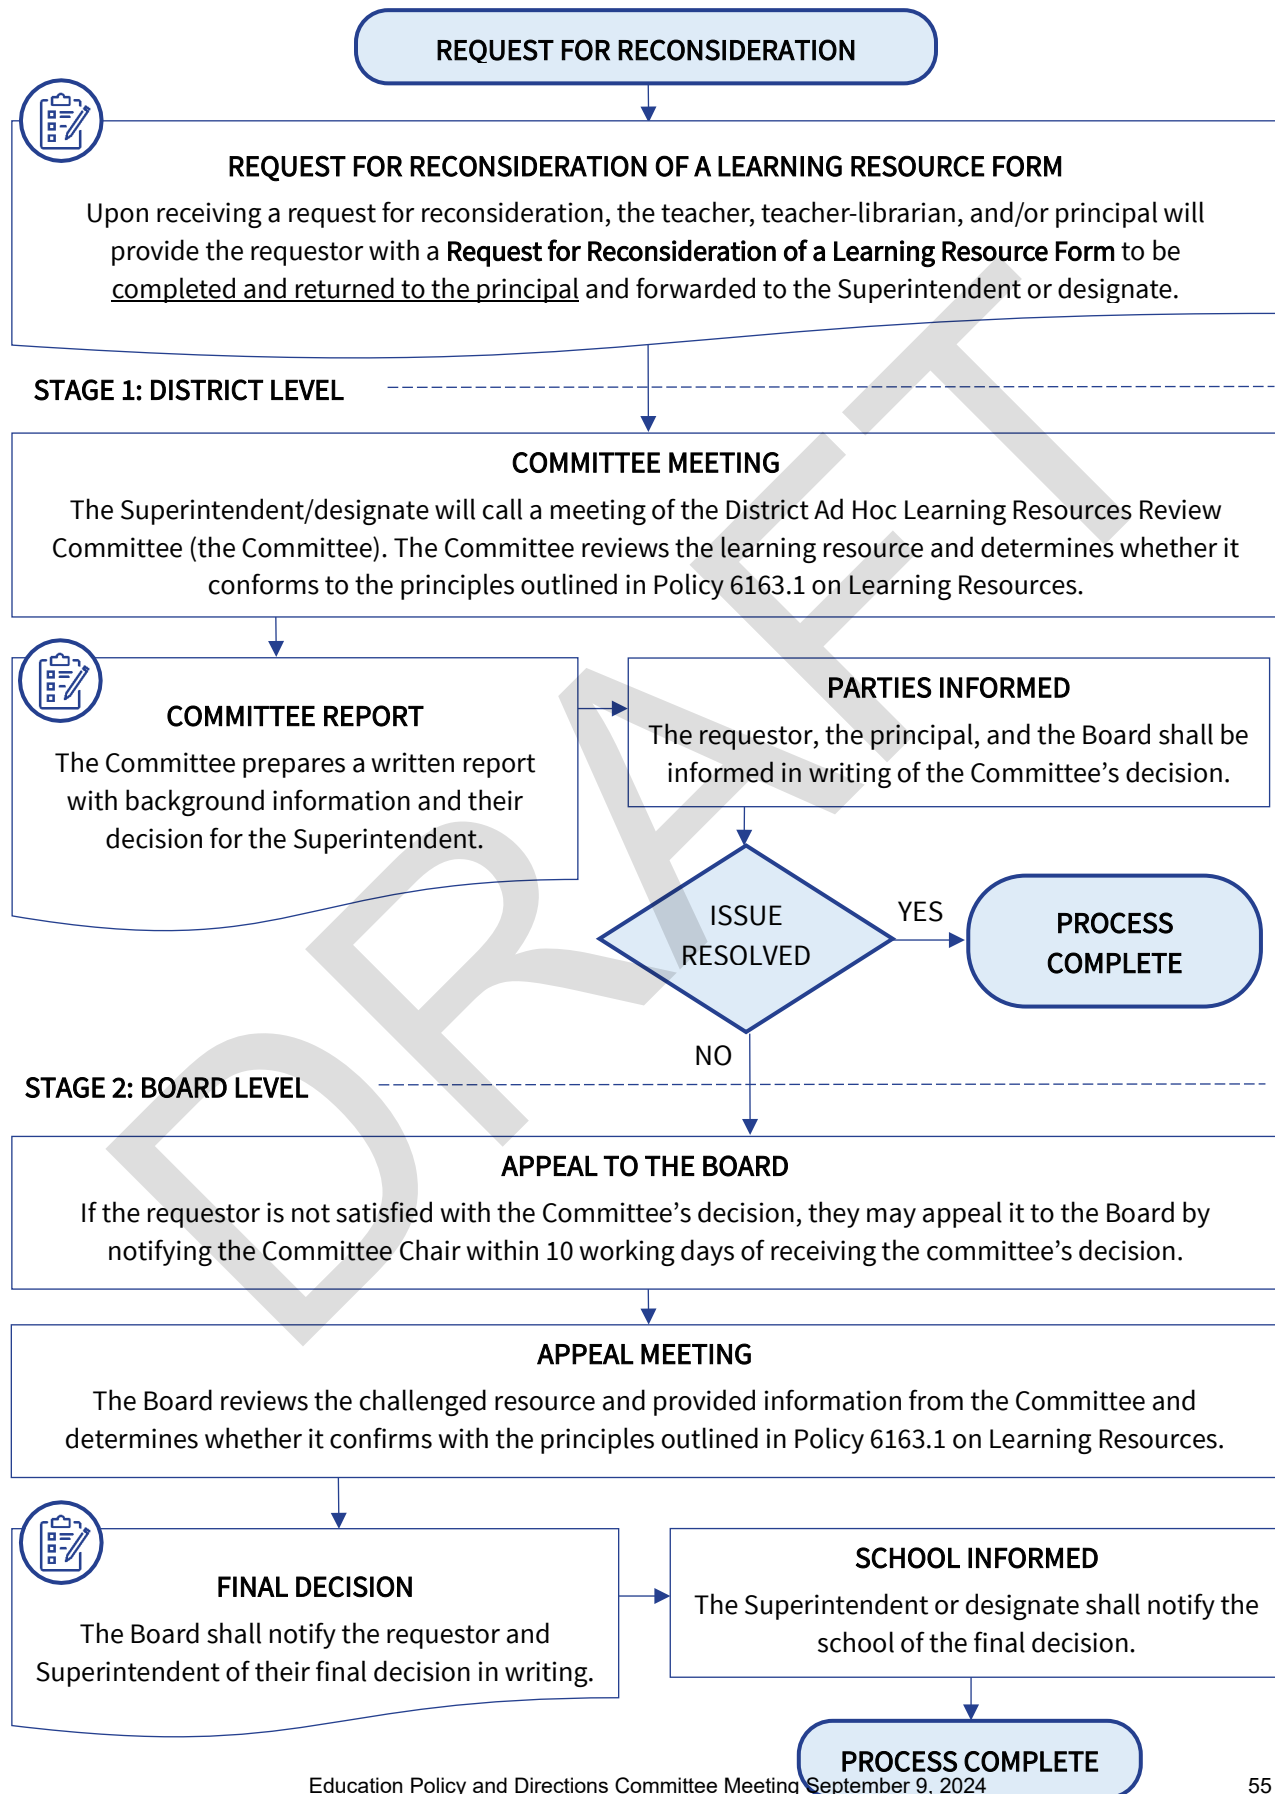 REQUEST FOR RECONSIDERATION
REQUEST FOR RECONSIDERATION OF A LEARNING RESOURCE FORM
Upon receiving a request for reconsideration, the teacher, teacher-librarian, and/or principal will
provide the requestor with a Request for Reconsideration of a Learning Resource Form to be
completed and returned to the principal and forwarded to the Superintendent or designate.
STAGE 1: DISTRICT LEVEL
COMMITTEE MEETING
The Superintendent/designate will call a meeting of the District Ad Hoc Learning Resources Review
Committee (the Committee). The Committee reviews the learning resource and determines whether it
conforms to the principles outlined in Policy 6163.1 on Learning Resources.
COMMITTEE REPORT
The Committee prepares a written report
with background information and their
decision for the Superintendent.
PARTIES INFORMED
The requestor, the principal, and the Board shall be
informed in writing of the Committee's decision.
ISSUE
RESOLVED
YES
PROCESS
COMPLETE
NO
STAGE 2: BOARD LEVEL
APPEAL TO THE BOARD
If the requestor is not satisfied with the Committee's decision, they may appeal it to the Board by
notifying the Committee Chair within 10 working days of receiving the committee's decision.
APPEAL MEETING
The Board reviews the challenged resource and provided information from the Committee and
determines whether it confirms with the principles outlined in Policy 6163.1 on Learning Resources.
FINAL DECISION
The Board shall notify the requestor and
Superintendent of their final decision in writing.
SCHOOL INFORMED
The Superintendent or designate shall notify the
school of the final decision.
PROCESS COMPLETE
Education Policy and Directions Committee Meeting September 9, 2024
55
DRAFT